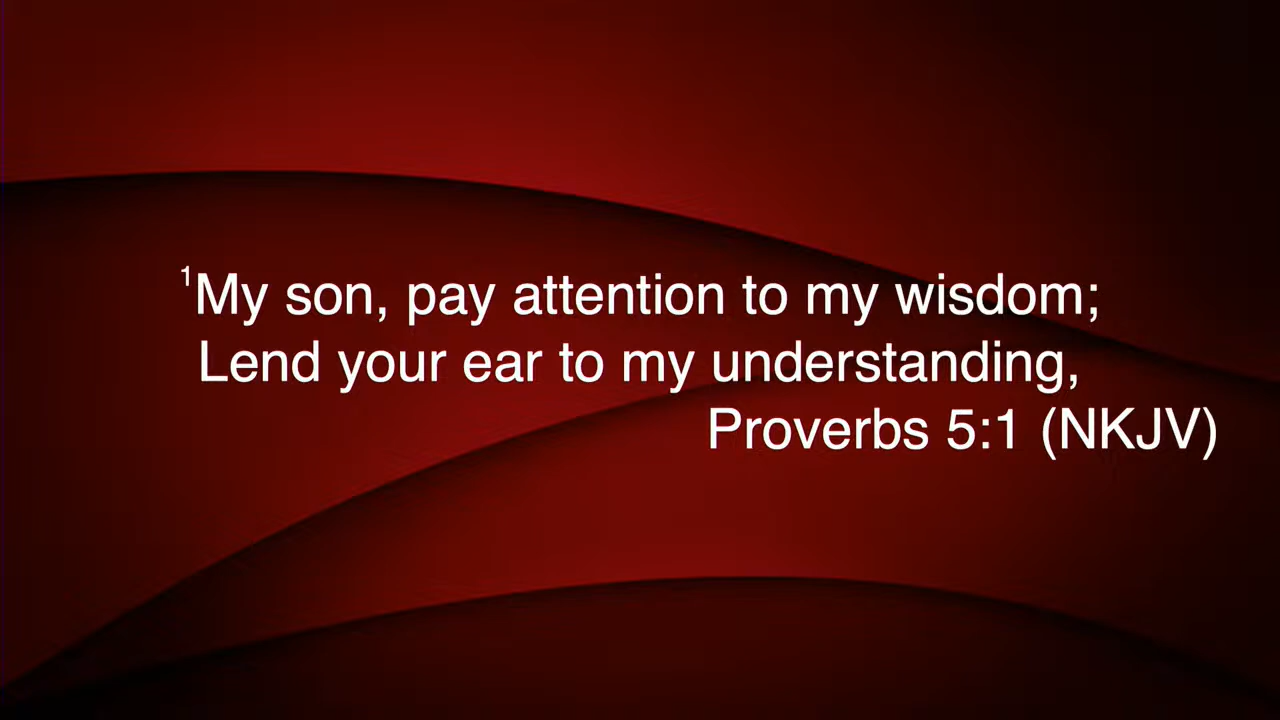 ¹My son, pay attention to my wisdom;
Lend your ear to my understanding,
Proverbs 5:1 (NKJV)